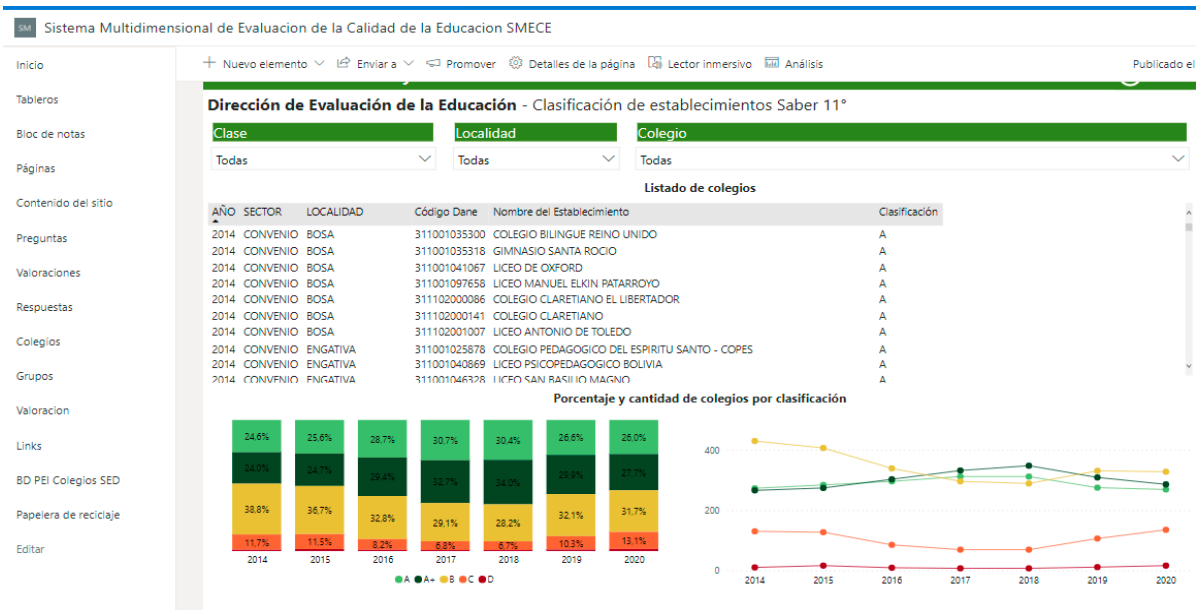 SM Sistema Multidimensional de Evaluacion de la Calidad de la Educacion SMECE
Inicio
Tableros
Bloc de notas
Páginas
Contenido del sitio
Preguntas
Valoraciones
Respuestas
Colegios
Grupos
Valoracion
Links
BD PEI Colegios SED
Papelera de reciclaje
Editar
Nuevo elemento Enviar a Promover Detalles de la página Lector inmersivo Análisis Publicado el
Dirección de Evaluación de la Educación - Clasificación de establecimientos Saber 11°
Clase Localidad Colegio
Todas Todas Todas
Listado de colegios
AÑO SECTOR LOCALIDAD Código Dane Nombre del Establecimiento Clasificación
2014 CONVENIO BOSA 311001035300 COLEGIO BILINGUE REINO UNIDO A
2014 CONVENIO BOSA 311001035318 GIMNASIO SANTA ROCIO A
2014 CONVENIO BOSA 311001041067 LICEO DE OXFORD A
2014 CONVENIO BOSA 311001097658 LICEO MANUEL ELKIN PATARROYO A
2014 CONVENIO BOSA 311102000086 COLEGIO CLARETIANO EL LIBERTADOR A
2014 CONVENIO BOSA 311102000141 COLEGIO CLARETIANO A
2014 CONVENIO BOSA 311102001007 LICEO ANTONIO DE TOLEDO A
2014 CONVENIO ENGATIVA 311001025878 COLEGIO PEDAGOGICO DEL ESPIRITU SANTO - COPES A
2014 CONVENIO ENGATIVA 311001040869 LICEO PSICOPEDAGOGICO BOLIVIA A
2014 CONVENIO ENGATIVA 311001046328 LICEO SAN BASILIO MAGNO A
Porcentaje y cantidad de colegios por clasificación
24,6% 25,6% 28,7% 30,7% 30,4% 26,6% 26,0%
24,0% 24,7% 29,4% 32,7% 34,0% 29,9% 27,7%
38,8% 36,7% 32,8% 29,1% 28,2% 32,1% 31,7%
11,7% 11,5% 8,2% 6,8% 6,7% 10,3% 13,1%
2014 2015 2016 2017 2018 2019 2020
A A+ B C D
400
200
0
2014 2015 2016 2017 2018 2019 2020